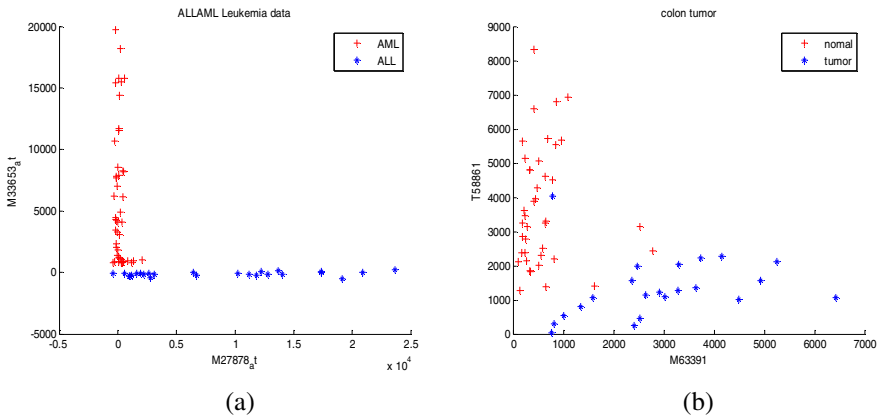 ALLAML Leukemia data
20000
15000
10000
5000
0
-5000
M33653_at
AML
ALL
-0.5 0 0.5 1 1.5 2 2.5
x 10^4
M27878_at
(a)
colon tumor
9000
8000
7000
6000
5000
4000
3000
2000
1000
0
T58861
nomal
tumor
0 1000 2000 3000 4000 5000 6000 7000
M63391
(b)